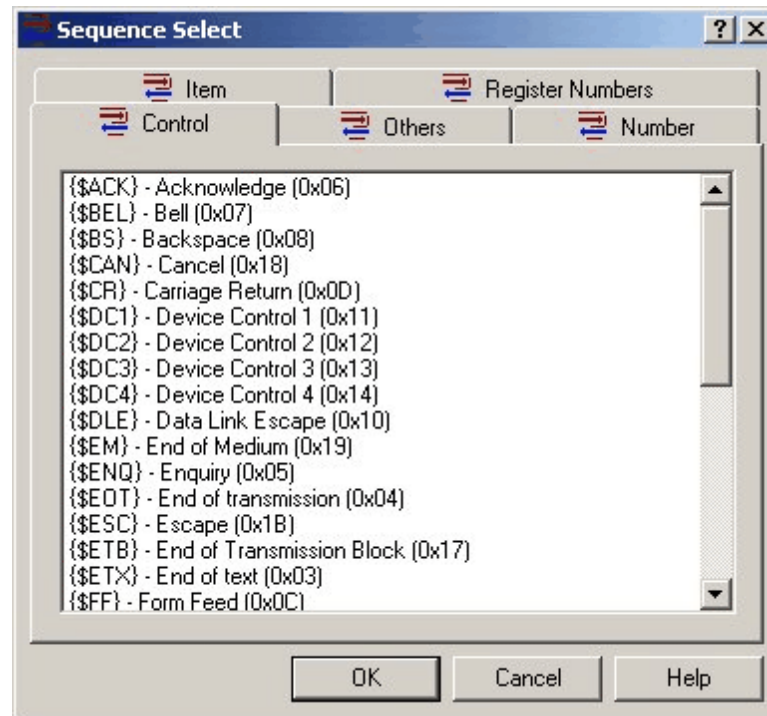 Sequence Select
Item
Register Numbers
Control
Others
Number
{$ACK} - Acknowledge (0x06)
{$BEL} - Bell (0x07)
{$BS} - Backspace (0x08)
{$CAN} - Cancel (0x18)
{$CR} - Carriage Return (0x0D)
{$DC1} - Device Control 1 (0x11)
{$DC2} - Device Control 2 (0x12)
{$DC3} - Device Control 3 (0x13)
{$DC4} - Device Control 4 (0x14)
{$DLE} - Data Link Escape (0x10)
{$EM} - End of Medium (0x19)
{$ENQ} - Enquiry (0x05)
{$EOT} - End of transmission (0x04)
{$ESC} - Escape (0x1B)
{$ETB} - End of Transmission Block (0x17)
{$ETX} - End of text (0x03)
{$FF} - Form Feed (0x0C)
OK
Cancel
Help